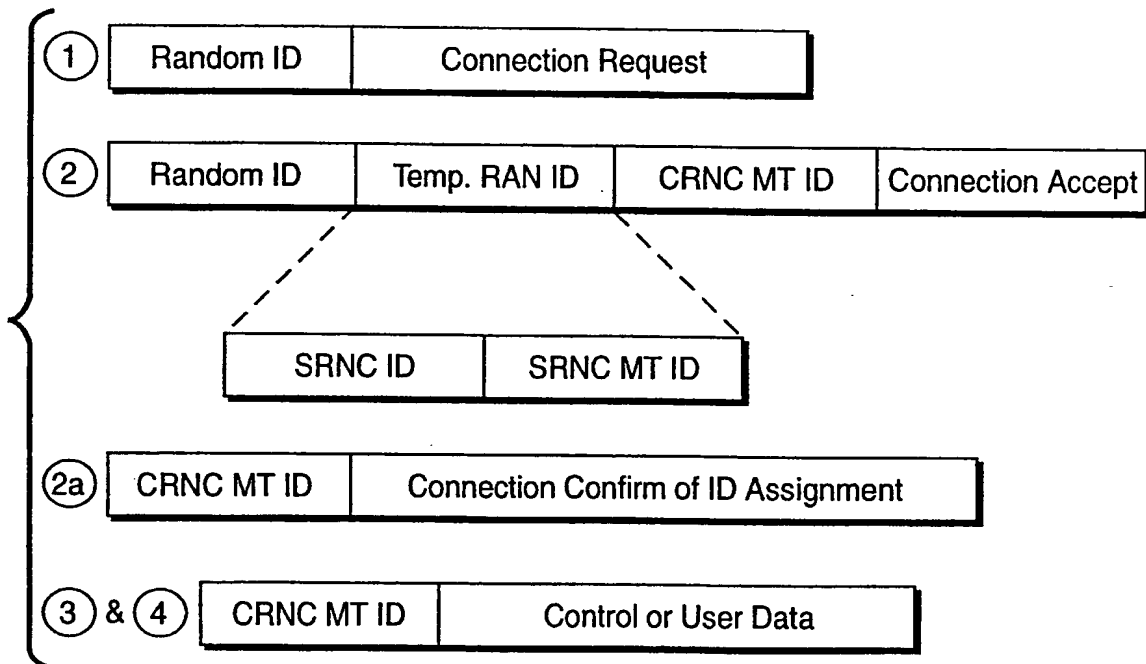 1 Random ID Connection Request
2 Random ID Temp. RAN ID CRNC MT ID Connection Accept
SRNC ID SRNC MT ID
2a CRNC MT ID Connection Confirm of ID Assignment
3 & 4 CRNC MT ID Control or User Data